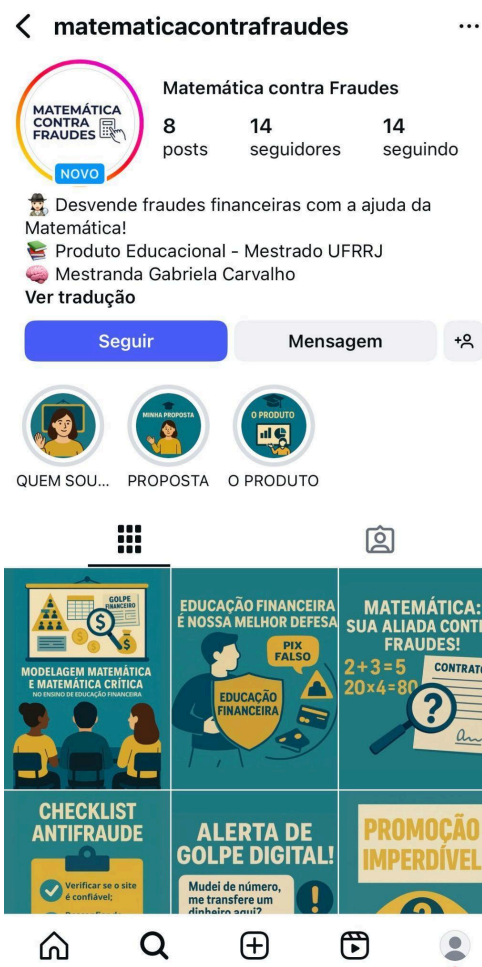 matematicacontrafraudes
MATEMÁTICA
CONTRA
FRAUDES
NOVO
Matemática contra Fraudes
8
posts
14
seguidores
14
seguindo
Desvende fraudes financeiras com a ajuda da
Matemática!
Produto Educacional - Mestrado UFRRJ
Mestranda Gabriela Carvalho
Ver tradução
Seguir
Mensagem
MINHA PROPOSTA
O PRODUTO
QUEM SOU...
PROPOSTA
O PRODUTO
GOLPE
FINANCEIRO
MODELAGEM MATEMÀTICA
E MATEMÁTICA CRÍTICA
NO ENSINO DE EDUCAÇÃO FINANCEIRA
EDUCAÇÃO FINANCEIRA
É NOSSA MELHOR DEFESA
PIX
FALSO
EDUCAÇÃO
FINANCEIRA
MATEMÁTICA:
SUA ALIADA CONT
FRAUDES!
2+3=5
20×4=80
CONTRAT
CHECKLIST
ANTIFRAUDE
Verificar se o site
é confiável;
ALERTA DE
GOLPE DIGITAL!
Mudei de número,
me transfere um
dinheiro aqui?
PROMOÇÃO
IMPERDÍVEL